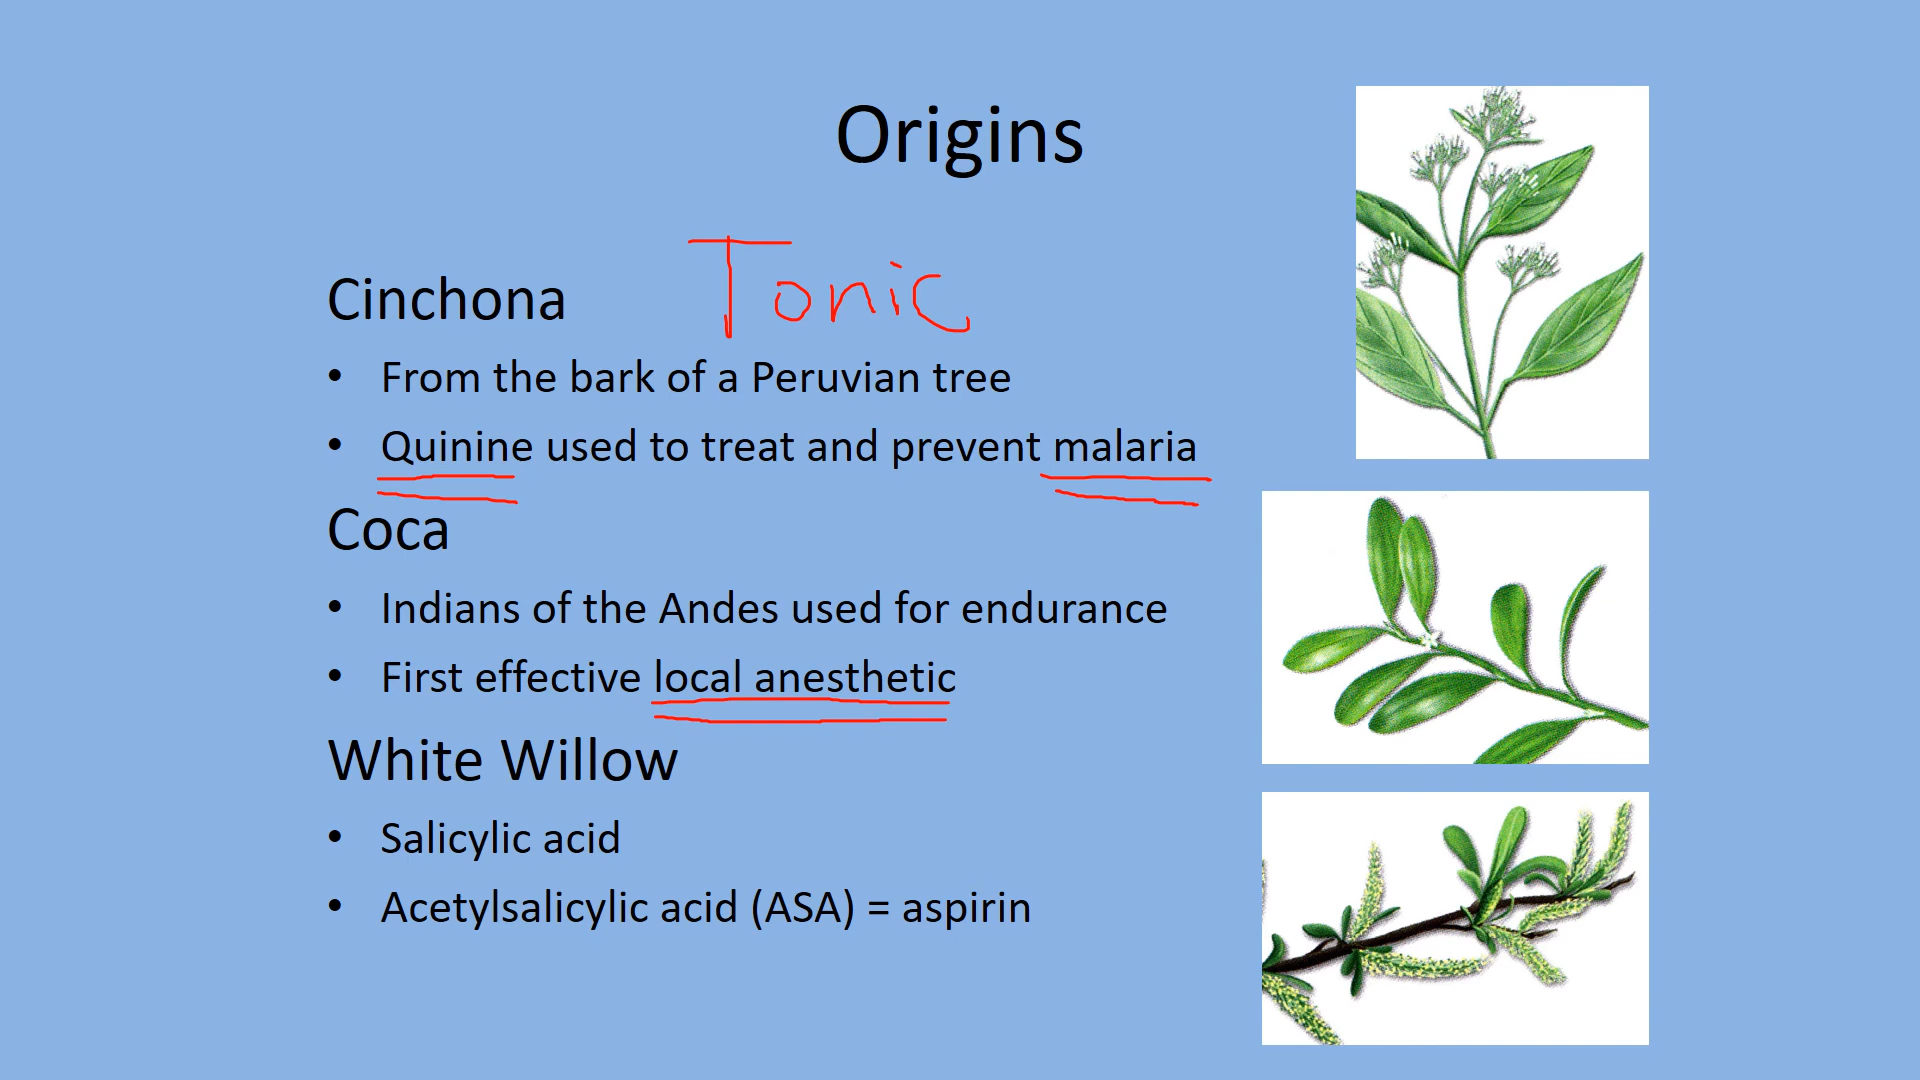 Origins
Tonic
Cinchona
• From the bark of a Peruvian tree
• Quinine used to treat and prevent malaria
Coca
• Indians of the Andes used for endurance
• First effective local anesthetic
White Willow
• Salicylic acid
• Acetylsalicylic acid (ASA) = aspirin